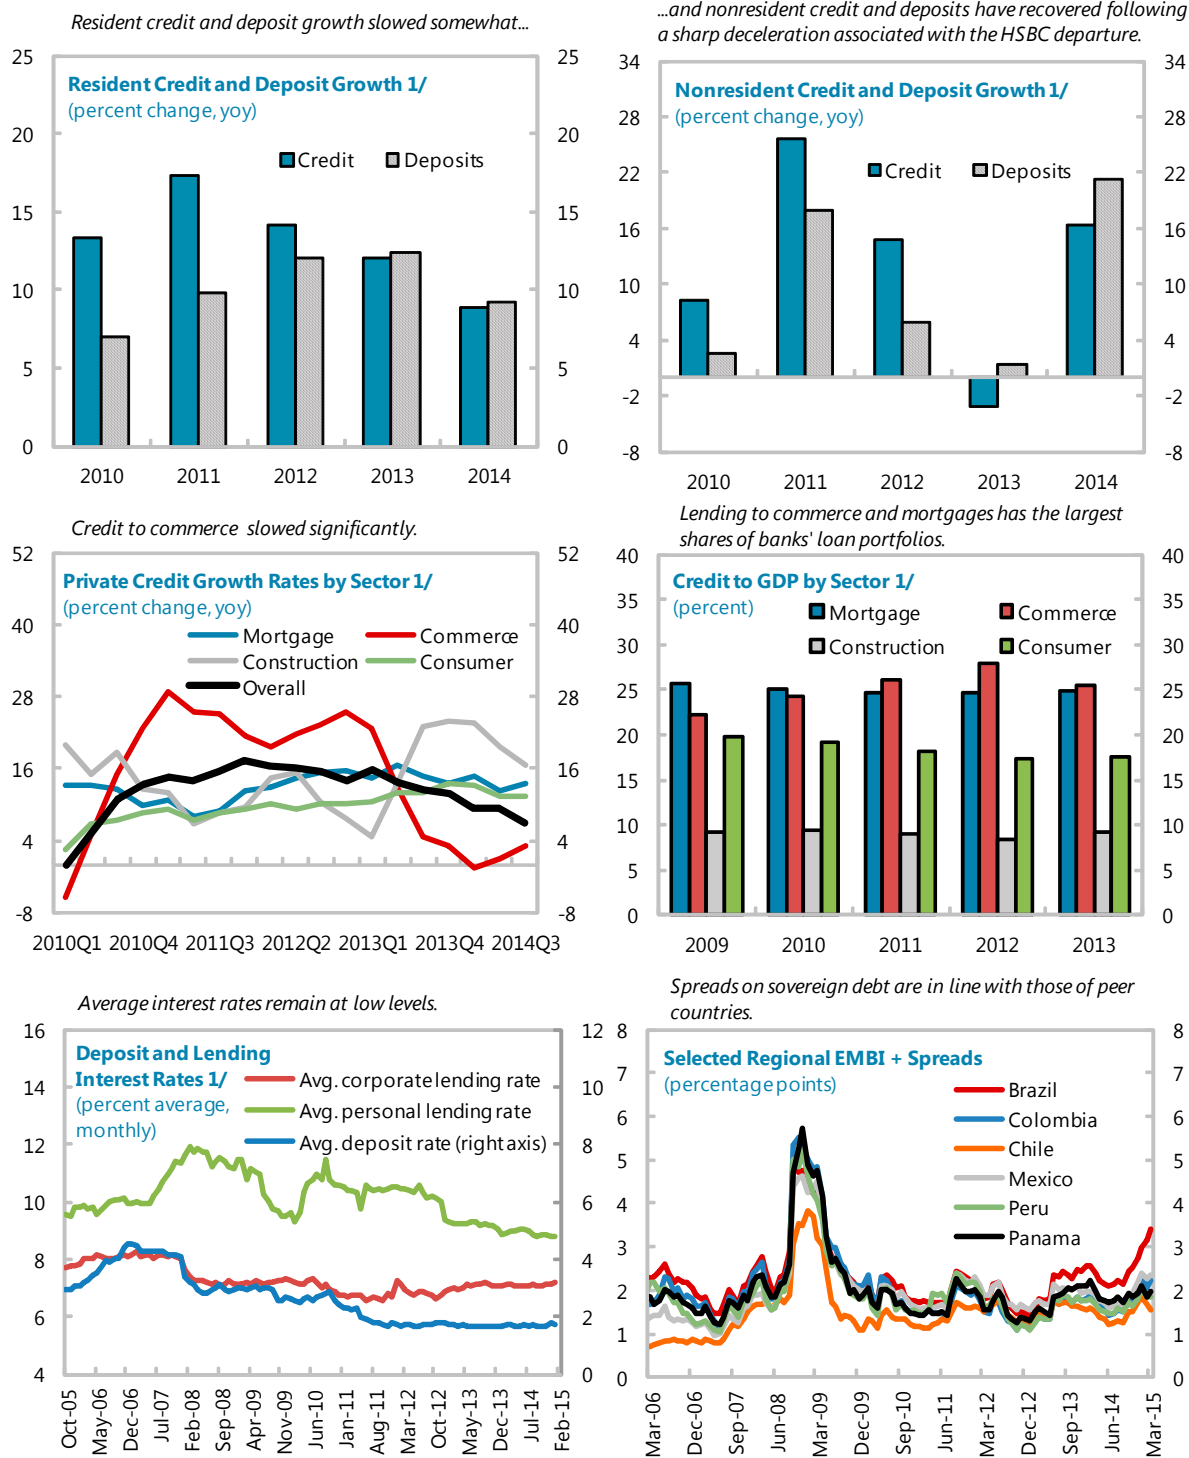 Resident credit and deposit growth slowed somewhat...
25
20
15
10
5
0
Resident Credit and Deposit Growth 1/
(percent change, yoy)
Credit
Deposits
25
20
15
10
5
0
2010
2011
2012
2013
2014
...and nonresident credit and deposits have recovered following
a sharp deceleration associated with the HSBC departure.
34
28
22
16
10
4
-2
-8
Nonresident Credit and Deposit Growth 1/
(percent change, yoy)
Credit
Deposits
34
28
22
16
10
4
-2
-8
2010
2011
2012
2013
2014
Credit to commerce slowed significantly.
52
40
28
16
4
-8
Private Credit Growth Rates by Sector 1/
(percent change, yoy)
Mortgage
Commerce
Construction
Consumer
Overall
52
40
28
16
4
-8
2010Q1
2010Q4
2011Q3
2012Q2
2013Q1
2013Q4
2014Q3
Lending to commerce and mortgages has the largest
shares of banks' loan portfolios.
40
35
30
25
20
15
10
5
0
Credit to GDP by Sector 1/
(percent)
Mortgage
Commerce
Construction
Consumer
40
35
30
25
20
15
10
5
0
2009
2010
2011
2012
2013
Average interest rates remain at low levels.
16
14
12
10
8
6
4
Deposit and Lending
Interest Rates 1/
(percent average,
monthly)
Avg. corporate lending rate
Avg. personal lending rate
Avg. deposit rate (right axis)
12
10
8
6
4
2
0
Oct-05
May-06
Dec-06
Jul-07
Feb-08
Sep-08
Apr-09
Nov-09
Jun-10
Jan-11
Aug-11
Mar-12
Oct-12
May-13
Dec-13
Jul-14
Feb-15
Spreads on sovereign debt are in line with those of peer
countries.
8
7
6
5
4
3
2
1
0
Selected Regional EMBI + Spreads
(percentage points)
Brazil
Colombia
Chile
Mexico
Peru
Panama
8
7
6
5
4
3
2
1
0
Mar-06
Dec-06
Sep-07
Jun-08
Mar-09
Dec-09
Sep-10
Jun-11
Mar-12
Dec-12
Sep-13
Jun-14
Mar-15